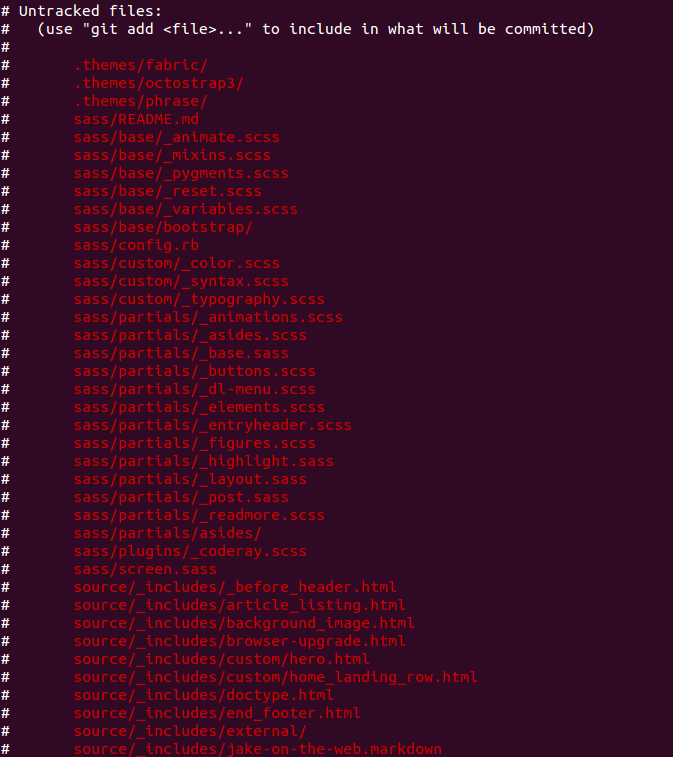 # Untracked files:
#   (use "git add <file>..." to include in what will be committed)
#
#       .themes/fabric/
#       .themes/octostrap3/
#       .themes/phrase/
#       sass/README.md
#       sass/base/_animate.scss
#       sass/base/_mixins.scss
#       sass/base/_pygments.scss
#       sass/base/_reset.scss
#       sass/base/_variables.scss
#       sass/base/bootstrap/
#       sass/config.rb
#       sass/custom/_color.scss
#       sass/custom/_syntax.scss
#       sass/custom/_typography.scss
#       sass/partials/_animations.scss
#       sass/partials/_asides.scss
#       sass/partials/_base.sass
#       sass/partials/_buttons.scss
#       sass/partials/_dl-menu.scss
#       sass/partials/_elements.scss
#       sass/partials/_entryheader.scss
#       sass/partials/_figures.scss
#       sass/partials/_highlight.sass
#       sass/partials/_layout.sass
#       sass/partials/_post.sass
#       sass/partials/_readmore.scss
#       sass/partials/asides/
#       sass/plugins/_coderay.scss
#       sass/screen.sass
#       source/_includes/_before_header.html
#       source/_includes/article_listing.html
#       source/_includes/background_image.html
#       source/_includes/browser-upgrade.html
#       source/_includes/custom/hero.html
#       source/_includes/custom/home_landing_row.html
#       source/_includes/doctype.html
#       source/_includes/end_footer.html
#       source/_includes/external/
#       source/_includes/jake-on-the-web.markdown